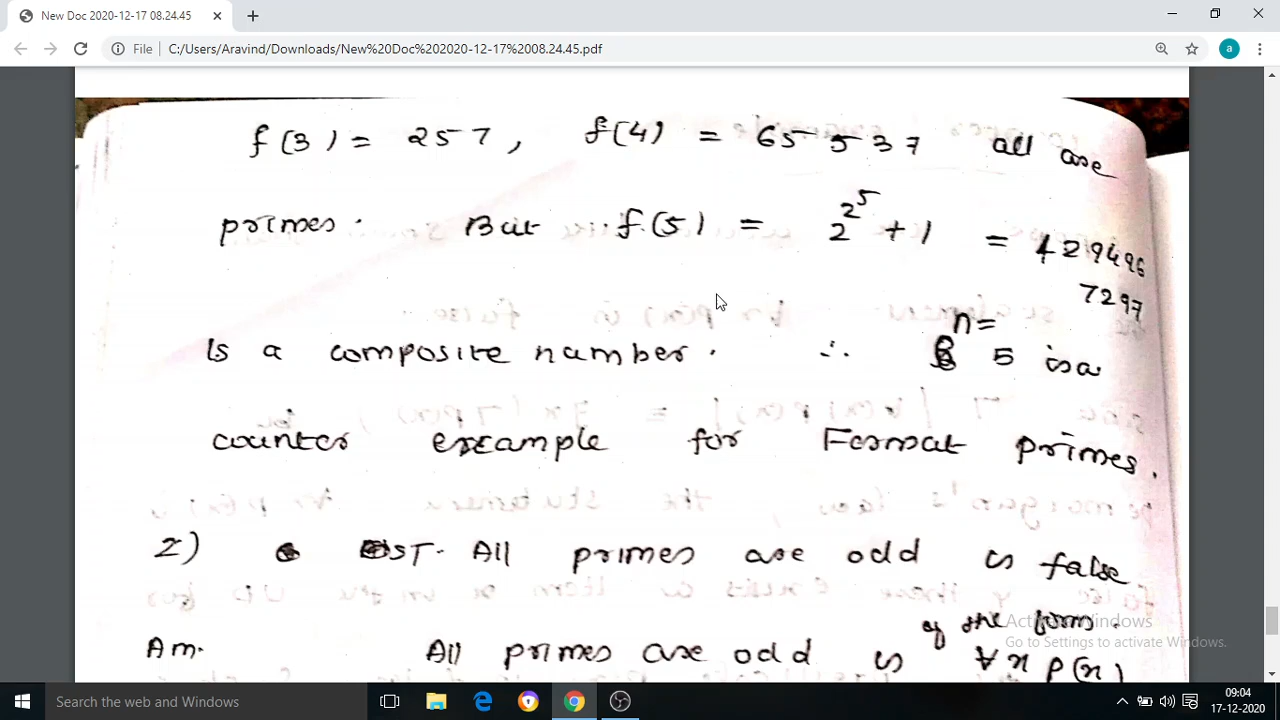 New Doc 2020-12-17 08.24.45
File C:/Users/Aravind/Downloads/New%20Doc%202020-12-17%2008.24.45.pdf
a
f(3) = 257, f(4) = 65537 all are
primes. But f(5) = 2^2^5 + 1 = 429496
7297
n=
Is a composite number. ∴ 5 is a
counter example for Fermat primes.
2) ST. All primes are odd is false
of the form.
Ans. All primes are odd is ∀x P(x)
Activate Windows
Go to Settings to activate Windows.
Search the web and Windows
09:04
17-12-2020